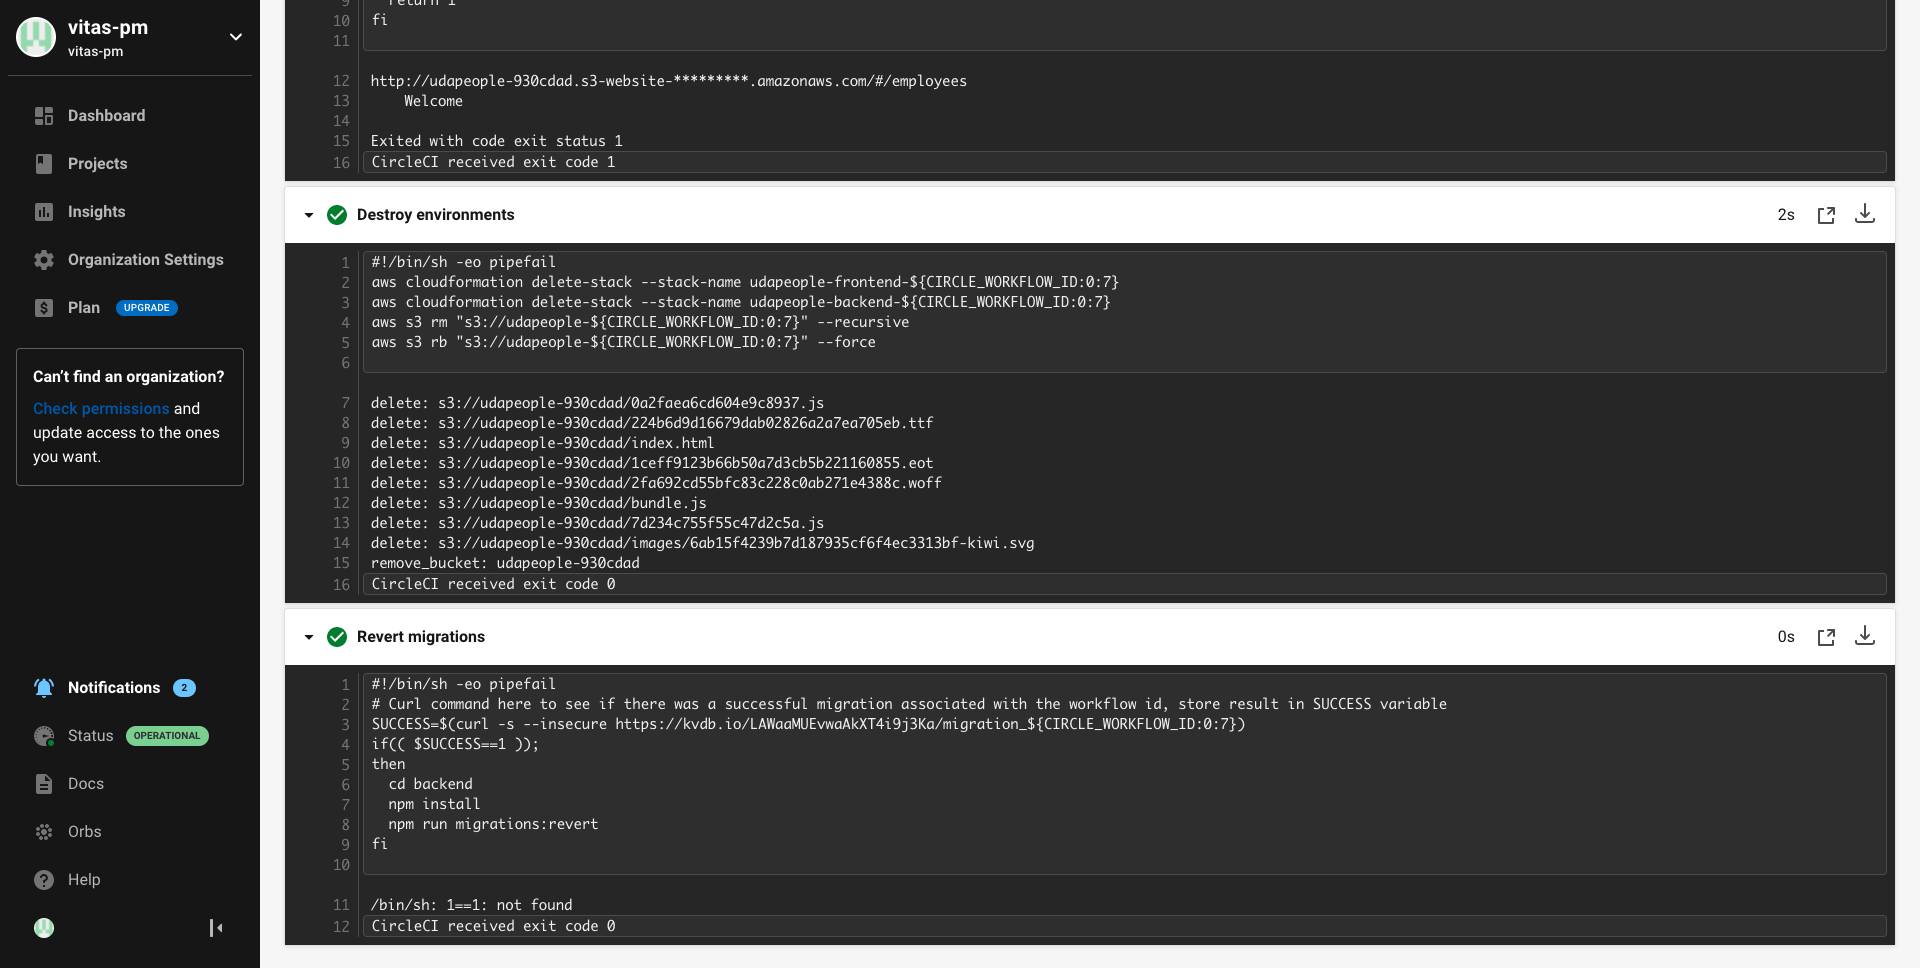 vitas-pm
vitas-pm
Dashboard
Projects
Insights
Organization Settings
Plan UPGRADE
Can't find an organization?
Check permissions and
update access to the ones
you want.
Notifications 2
Status OPERATIONAL
Docs
Orbs
Help
9 return 1
10 fi
11
12 http://udapeople-930cdad.s3-website-*********.amazonaws.com/#/employees
13 Welcome
14
15 Exited with code exit status 1
16 CircleCI received exit code 1
Destroy environments 2s
1 #!/bin/sh -eo pipefail
2 aws cloudformation delete-stack --stack-name udapeople-frontend-${CIRCLE_WORKFLOW_ID:0:7}
3 aws cloudformation delete-stack --stack-name udapeople-backend-${CIRCLE_WORKFLOW_ID:0:7}
4 aws s3 rm "s3://udapeople-${CIRCLE_WORKFLOW_ID:0:7}" --recursive
5 aws s3 rb "s3://udapeople-${CIRCLE_WORKFLOW_ID:0:7}" --force
6
7 delete: s3://udapeople-930cdad/0a2faea6cd604e9c8937.js
8 delete: s3://udapeople-930cdad/224b6d9d16679dab02826a2a7ea705eb.ttf
9 delete: s3://udapeople-930cdad/index.html
10 delete: s3://udapeople-930cdad/1ceff9123b66b50a7d3cb5b221160855.eot
11 delete: s3://udapeople-930cdad/2fa692cd55bfc83c228c0ab271e4388c.woff
12 delete: s3://udapeople-930cdad/bundle.js
13 delete: s3://udapeople-930cdad/7d234c755f55c47d2c5a.js
14 delete: s3://udapeople-930cdad/images/6ab15f4239b7d187935cf6f4ec3313bf-kiwi.svg
15 remove_bucket: udapeople-930cdad
16 CircleCI received exit code 0
Revert migrations 0s
1 #!/bin/sh -eo pipefail
2 # Curl command here to see if there was a successful migration associated with the workflow id, store result in SUCCESS variable
3 SUCCESS=$(curl -s --insecure https://kvdb.io/LAWaaMUEvwaAkXT4i9j3Ka/migration_${CIRCLE_WORKFLOW_ID:0:7})
4 if(( $SUCCESS==1 ));
5 then
6 cd backend
7 npm install
8 npm run migrations:revert
9 fi
10
11 /bin/sh: 1==1: not found
12 CircleCI received exit code 0